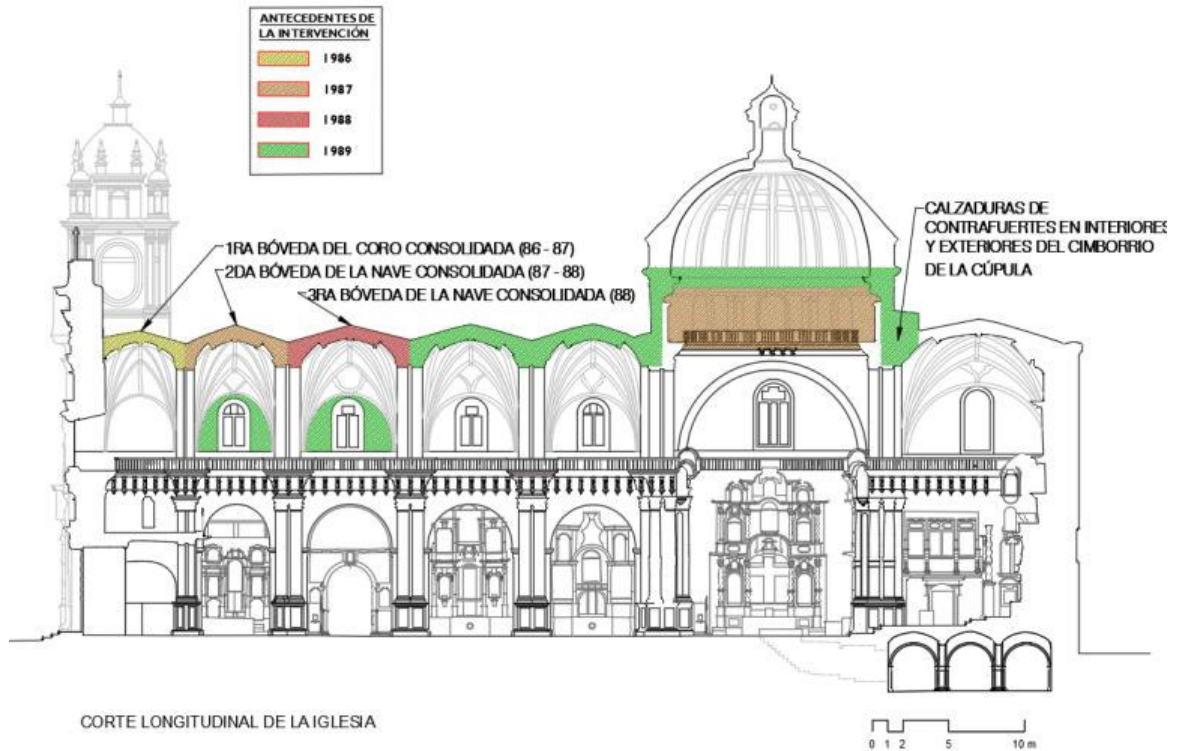 ANTECEDENTES DE
LA INTERVENCIÓN
1986
1987
1988
1989
1RA BÓVEDA DEL CORO CONSOLIDADA (86 - 87)
2DA BÓVEDA DE LA NAVE CONSOLIDADA (87 - 88)
3RA BÓVEDA DE LA NAVE CONSOLIDADA (88)
CALZADURAS DE
CONTRAFUERTES EN INTERIORES
Y EXTERIORES DEL CIMBORRIO
DE LA CÚPULA
CORTE LONGITUDINAL DE LA IGLESIA
0 1 2 5 10 m